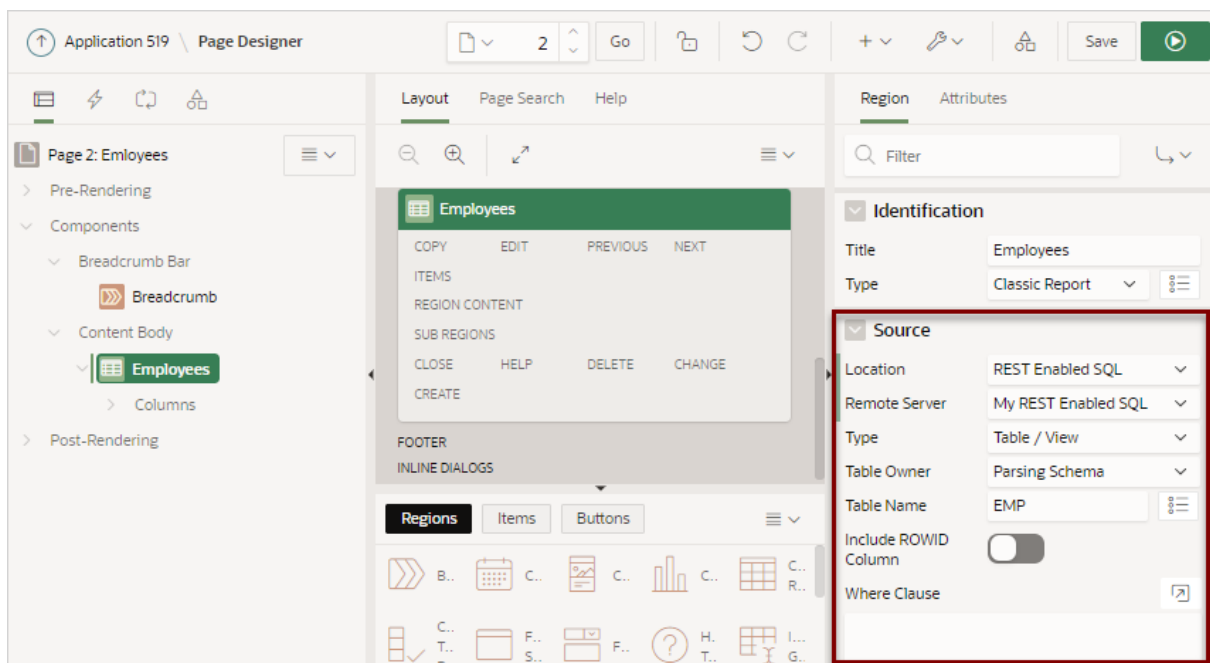 Application 519 \ Page Designer
2
Go
Save
Layout Page Search Help
Region Attributes
Page 2: Emloyees
Filter
Pre-Rendering
Components
Breadcrumb Bar
Breadcrumb
Content Body
Employees
Columns
Post-Rendering
Employees
COPY EDIT PREVIOUS NEXT
ITEMS
REGION CONTENT
SUB REGIONS
CLOSE HELP DELETE CHANGE
CREATE
FOOTER
INLINE DIALOGS
Regions Items Buttons
B.. C.. C.. C.. C..
R..
C..
T..
F..
S..
F..
H.
T..
I...
G..
Identification
Title Employees
Type Classic Report
Source
Location REST Enabled SQL
Remote Server My REST Enabled SQL
Type Table / View
Table Owner Parsing Schema
Table Name EMP
Include ROWID
Column
Where Clause